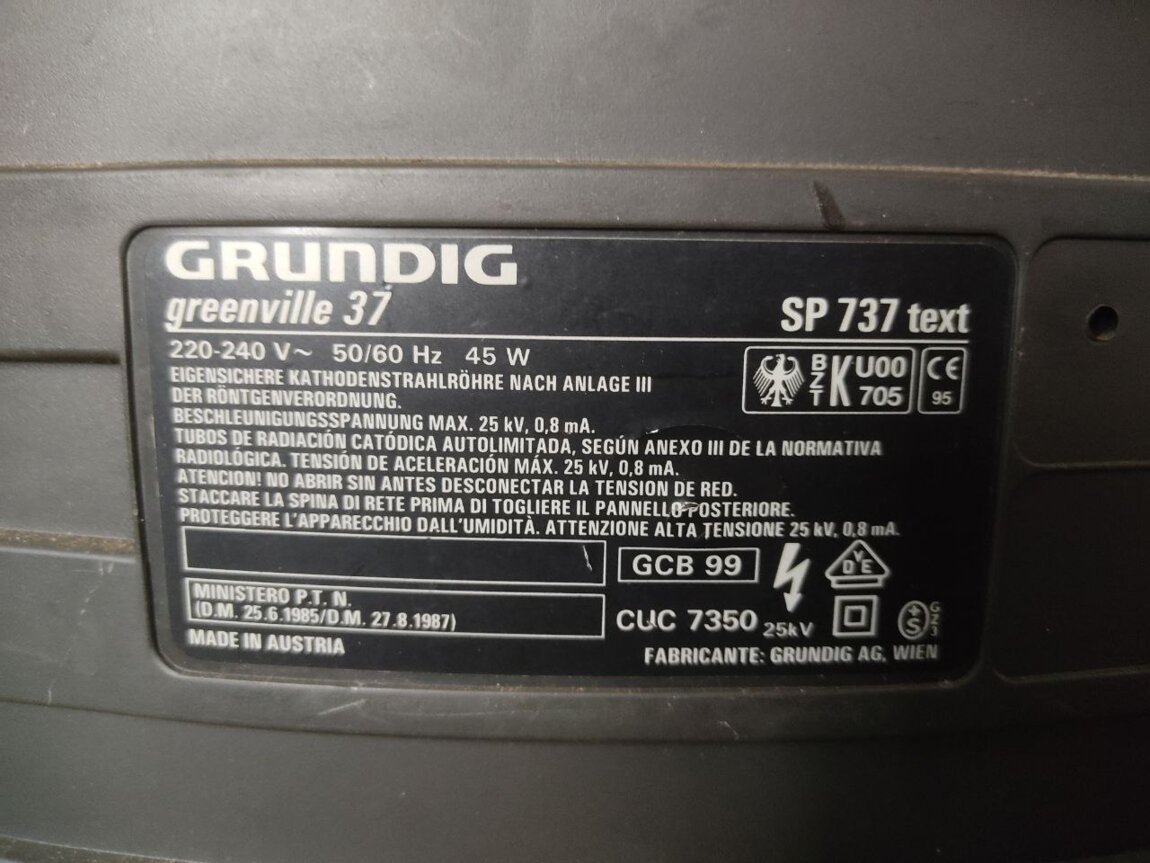 GRUNDIG
greenville 37
SP 737 text
220-240 V~ 50/60 Hz 45 W
EIGENSICHERE KATHODENSTRAHLRÖHRE NACH ANLAGE III
DER RÖNTGENVERORDNUNG.
BESCHLEUNIGUNGSSPANNUNG MAX. 25 kV, 0,8 mA.
TUBOS DE RADIACIÓN CATÓDICA AUTOLIMITADA, SEGÚN ANEXO III DE LA NORMATIVA
RADIOLÓGICA. TENSIÓN DE ACELERACIÓN MÁX. 25 kV, 0,8 mA.
ATENCION! NO ABRIR SIN ANTES DESCONECTAR LA TENSION DE RED.
STACCARE LA SPINA DI RETE PRIMA DI TOGLIERE IL PANNELLO POSTERIORE.
PROTEGGERE L'APPARECCHIO DALL'UMIDITÀ. ATTENZIONE ALTA TENSIONE 25 kV, 0,8 mA.
BZT K U00
705
CE
95
GCB 99
MINISTERO P.T. N.
(D.M. 25.6.1985/D.M. 27.8.1987)
CUC 7350
25kV
DVE
+S
GZ3
MADE IN AUSTRIA
FABRICANTE: GRUNDIG AG, WIEN